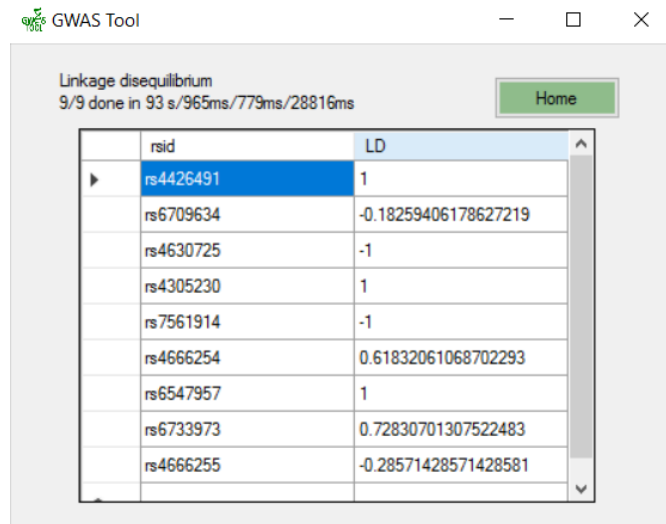 GWAS Tool
Linkage disequilibrium
9/9 done in 93 s/965ms/779ms/28816ms
Home
rsid LD
rs4426491 1
rs6709634 -0.18259406178627219
rs4630725 -1
rs4305230 1
rs7561914 -1
rs4666254 0.61832061068702293
rs6547957 1
rs6733973 0.72830701307522483
rs4666255 -0.28571428571428581